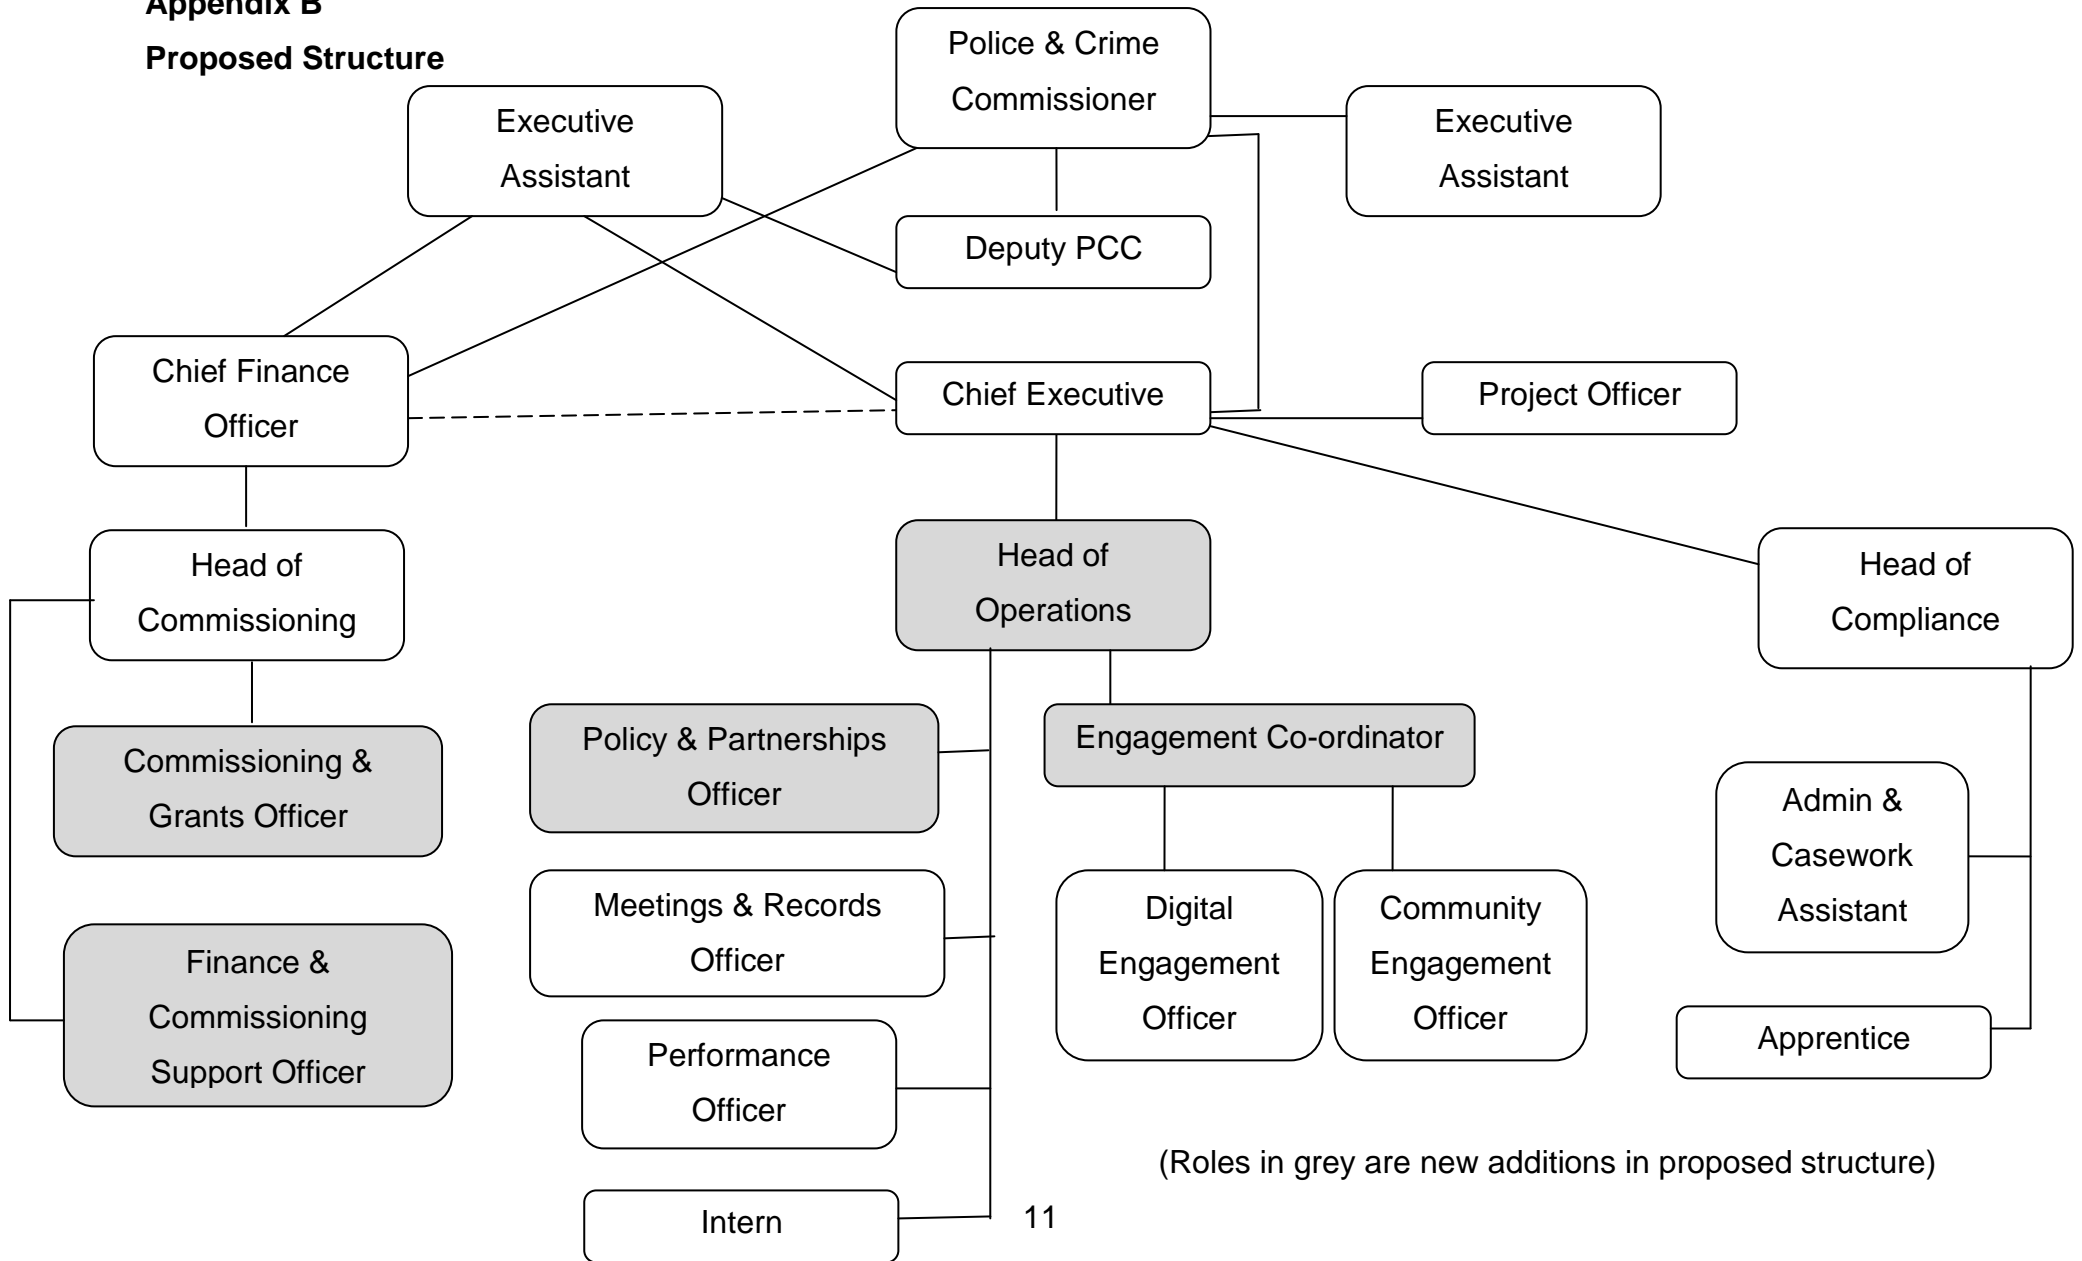 Appendix B
Proposed Structure
Police & Crime
Commissioner
Executive
Assistant
Executive
Assistant
Deputy PCC
Chief Finance
Officer
Chief Executive
Project Officer
Head of
Commissioning
Head of
Operations
Head of
Compliance
Commissioning &
Grants Officer
Policy & Partnerships
Officer
Engagement Co-ordinator
Admin &
Casework
Assistant
Finance &
Commissioning
Support Officer
Meetings & Records
Officer
Digital
Engagement
Officer
Community
Engagement
Officer
Performance
Officer
Apprentice
(Roles in grey are new additions in proposed structure)
Intern
11